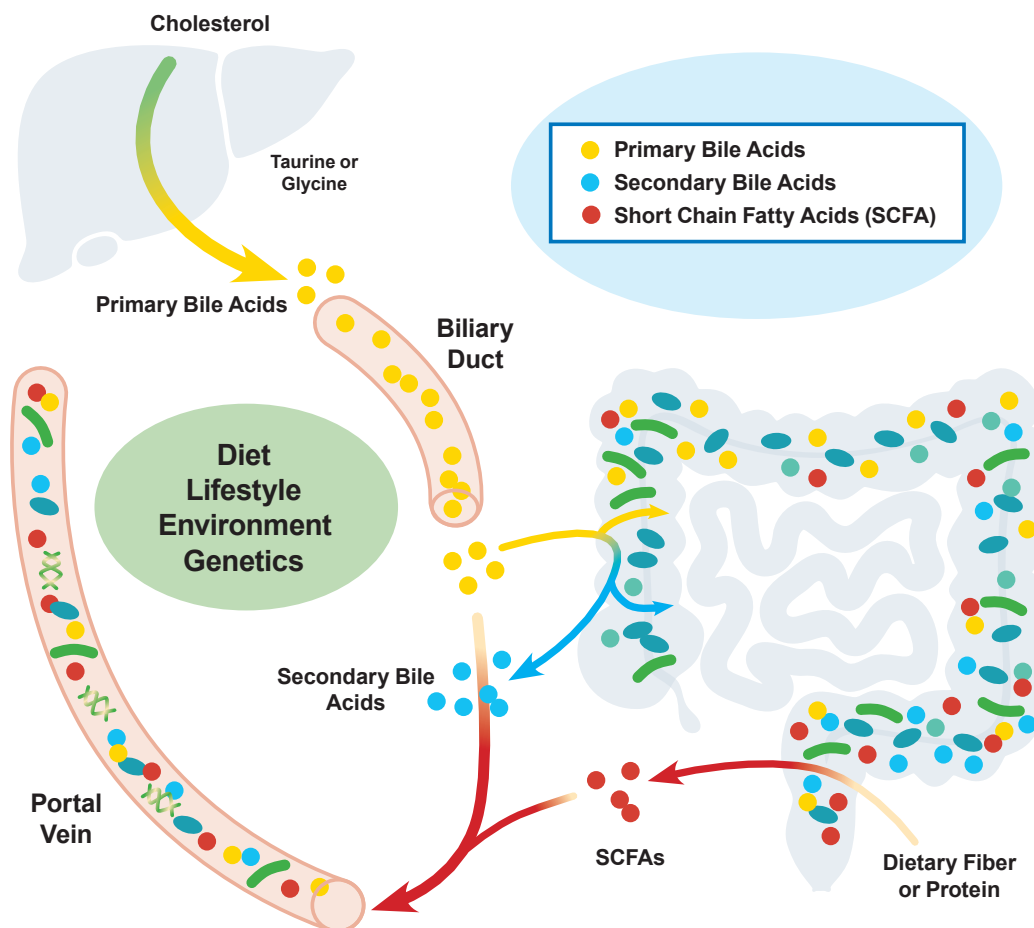 Cholesterol
Taurine or
Glycine
Primary Bile Acids
Secondary Bile Acids
Short Chain Fatty Acids (SCFA)
Primary Bile Acids
Biliary
Duct
Diet
Lifestyle
Environment
Genetics
Secondary Bile
Acids
Portal
Vein
SCFAs
Dietary Fiber
or Protein